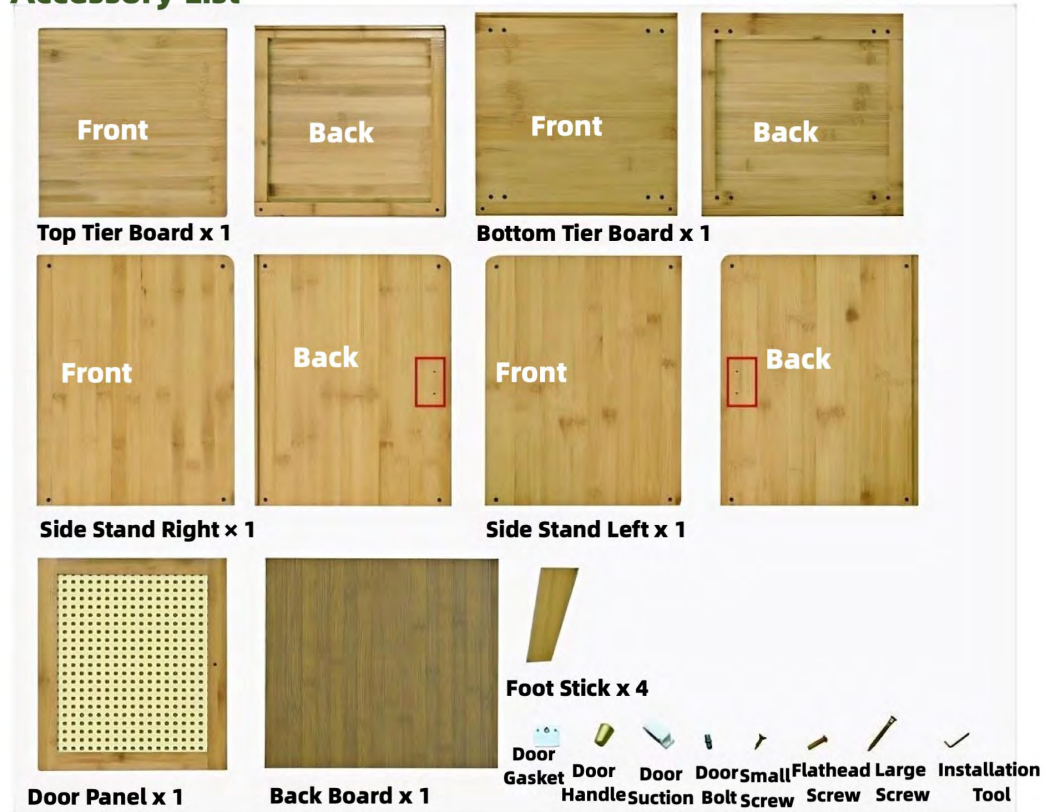 Accessory List
Front
Back
Front
Back
Top Tier Board x 1
Bottom Tier Board x 1
Front
Back
Front
Back
Side Stand Right × 1
Side Stand Left x 1
Foot Stick x 4
Door Panel x 1
Back Board x 1
Door
Gasket
Door
Handle
Door
Suction
Door
Bolt
Small
Screw
Flathead
Screw
Large
Screw
Installation
Tool